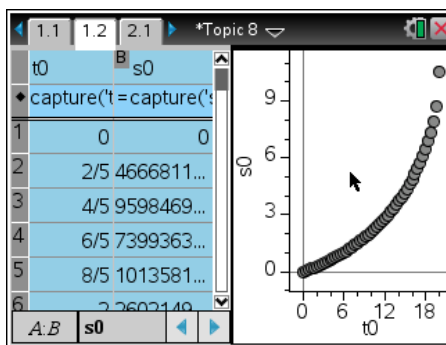 1.1 1.2 2.1 *Topic 8
t0 B s0
capture('t =capture('s
1 0 0
2 2/5 4666811...
3 4/5 9598469...
4 6/5 7399363...
5 8/5 1013581...
6 2 2602149...
A:B s0
9
6
3
0
s0
0 6 12 18
t0